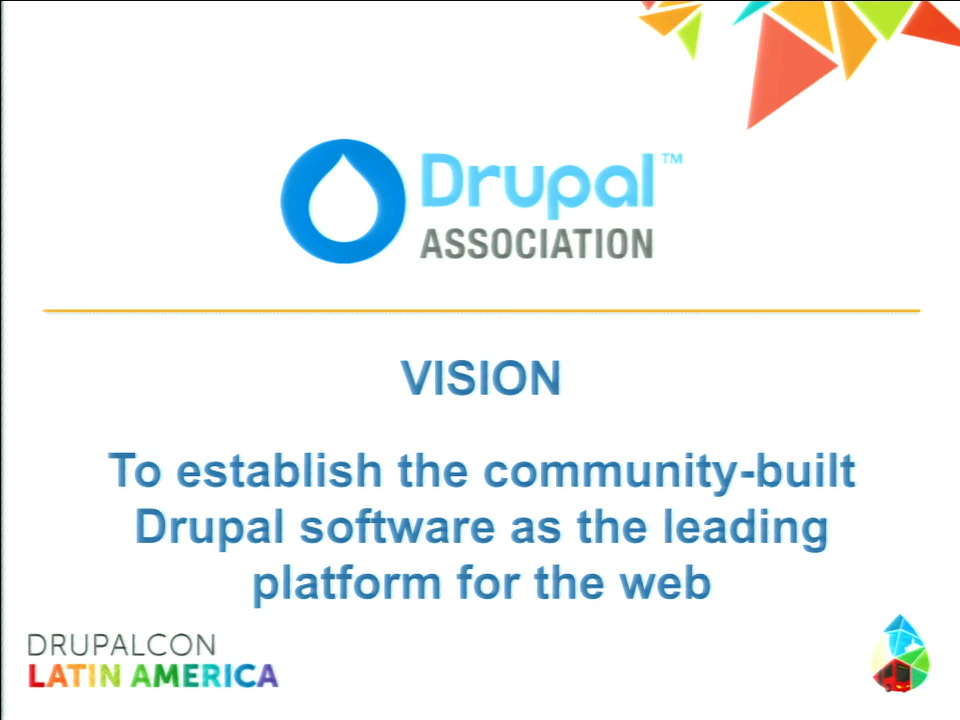 Drupal™
ASSOCIATION
VISION
To establish the community-built
Drupal software as the leading
platform for the web
DRUPALCON
LATIN AMERICA